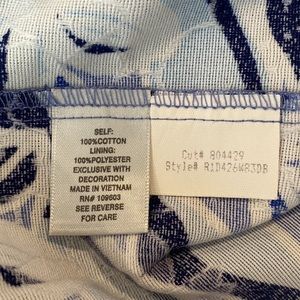 SELF:
100%COTTON
LINING:
100%POLYESTER
EXCLUSIVE WITH
DECORATION
MADE IN VIETNAM
RN# 109603
SEE REVERSE
FOR CARE
Cut# 804429
Style# R1D426W83DB